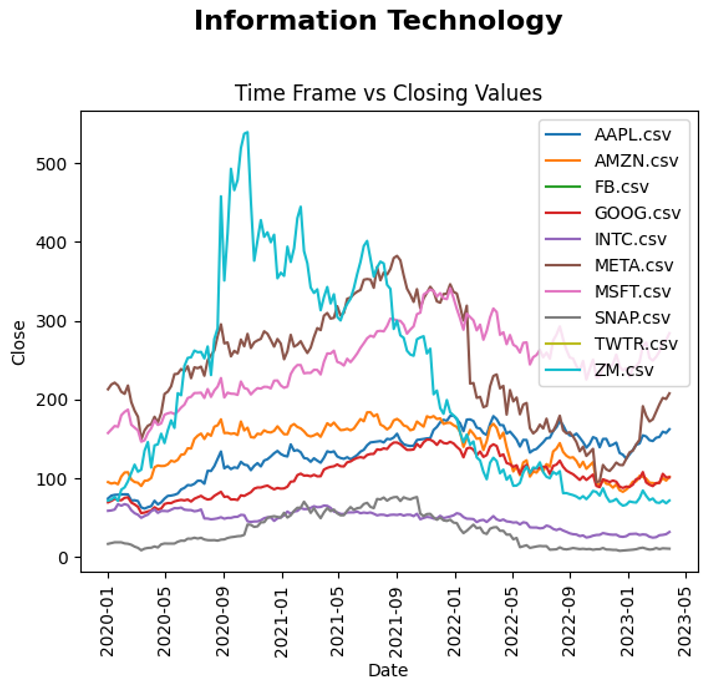 Information Technology
Time Frame vs Closing Values
AAPL.csv
AMZN.csv
FB.csv
GOOG.csv
INTC.csv
META.csv
MSFT.csv
SNAP.csv
TWTR.csv
ZM.csv
500
400
300
200
100
0
Close
2020-01
2020-05
2020-09
2021-01
2021-05
2021-09
2022-01
2022-05
2022-09
2023-01
2023-05
Date